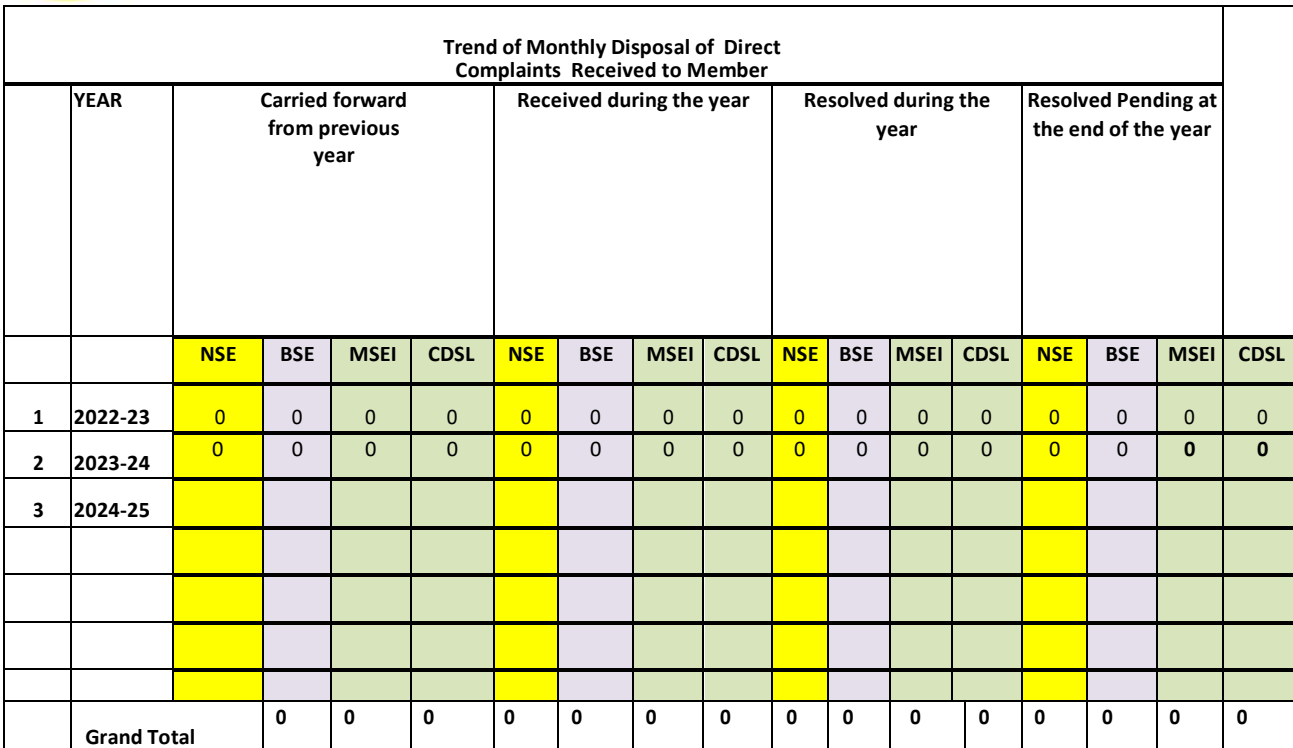 Trend of Monthly Disposal of Direct
Complaints Received to Member
YEAR Carried forward Received during the year Resolved during the Resolved Pending at
from previous year the end of the year
year
NSE BSE MSEI CDSL NSE BSE MSEI CDSL NSE BSE MSEI CDSL NSE BSE MSEI CDSL
1 2022-23 0 0 0 0 0 0 0 0 0 0 0 0 0 0 0 0
2 2023-24 0 0 0 0 0 0 0 0 0 0 0 0 0 0 0 0
3 2024-25
Grand Total 0 0 0 0 0 0 0 0 0 0 0 0 0 0 0